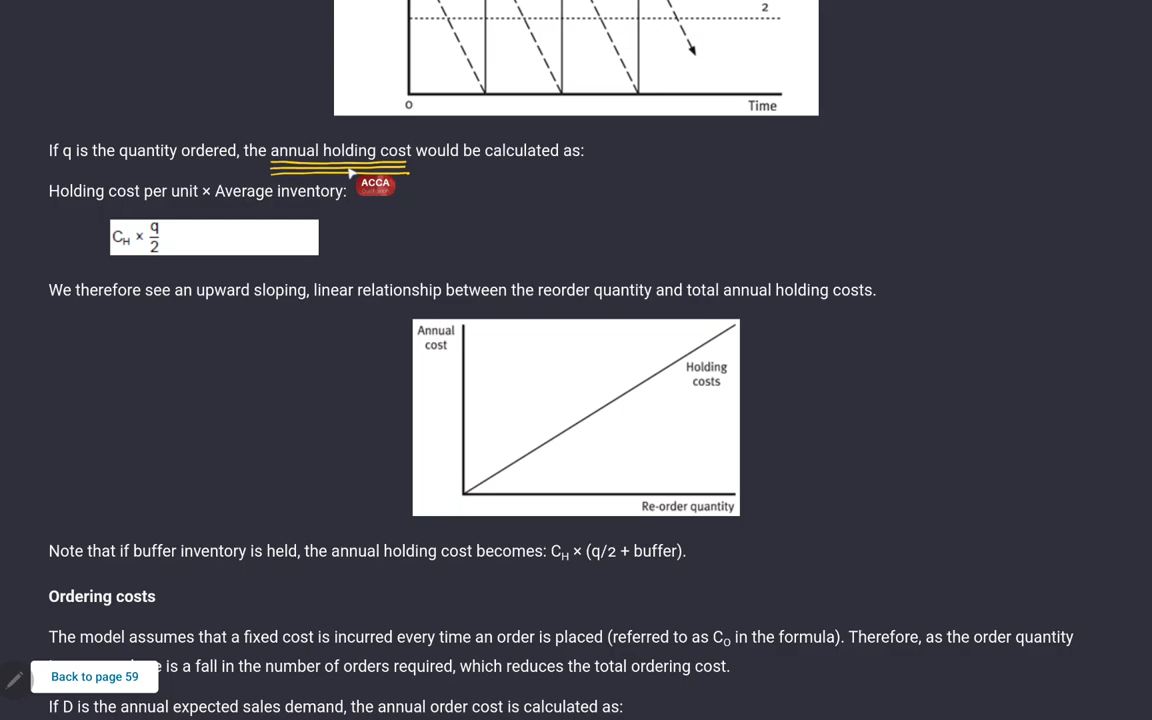 2
0
Time
If q is the quantity ordered, the annual holding cost would be calculated as:
Holding cost per unit × Average inventory:
ACCA
CH × q/2
We therefore see an upward sloping, linear relationship between the reorder quantity and total annual holding costs.
Annual
cost
Holding
costs
Re-order quantity
Note that if buffer inventory is held, the annual holding cost becomes: CH × (q/2 + buffer).
Ordering costs
The model assumes that a fixed cost is incurred every time an order is placed (referred to as CO in the formula). Therefore, as the order quantity
is a fall in the number of orders required, which reduces the total ordering cost.
Back to page 59
If D is the annual expected sales demand, the annual order cost is calculated as: